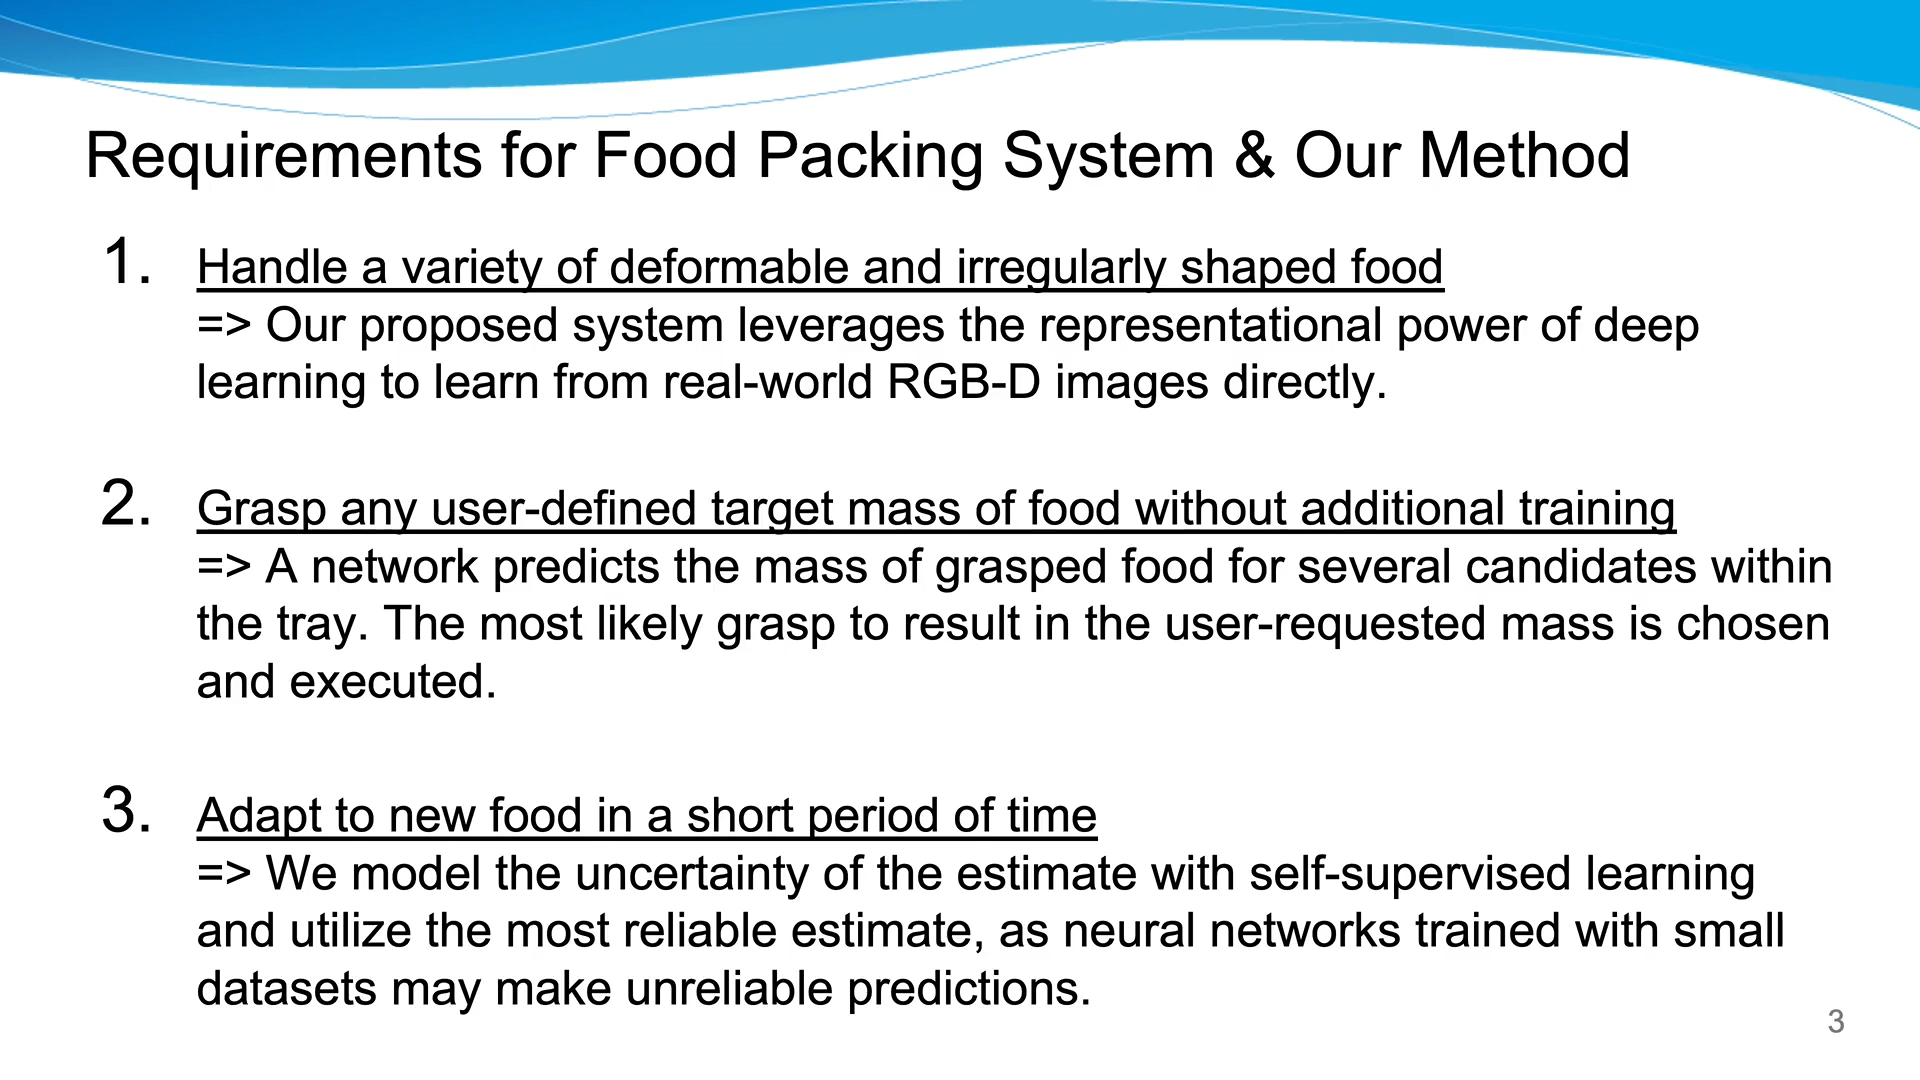 Requirements for Food Packing System & Our Method
1. Handle a variety of deformable and irregularly shaped food
=> Our proposed system leverages the representational power of deep
learning to learn from real-world RGB-D images directly.
2. Grasp any user-defined target mass of food without additional training
=> A network predicts the mass of grasped food for several candidates within
the tray. The most likely grasp to result in the user-requested mass is chosen
and executed.
3. Adapt to new food in a short period of time
=> We model the uncertainty of the estimate with self-supervised learning
and utilize the most reliable estimate, as neural networks trained with small
datasets may make unreliable predictions.
3